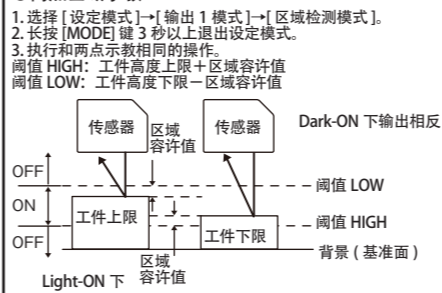 1. 选择 [ 设定模式 ]→[ 输出 1 模式 ]→[ 区域检测模式 ]。
2. 长按 [MODE] 键 3 秒以上退出设定模式。
3. 执行和两点示教相同的操作。
阈值 HIGH：工件高度上限＋区域容许值
阈值 LOW：工件高度下限－区域容许值
传感器
区域
容许值
传感器
Dark-ON 下输出相反
OFF
阈值 LOW
ON
工件上限
阈值 HIGH
OFF
工件下限
背景 ( 基准面 )
区域
容许值
Light-ON 下